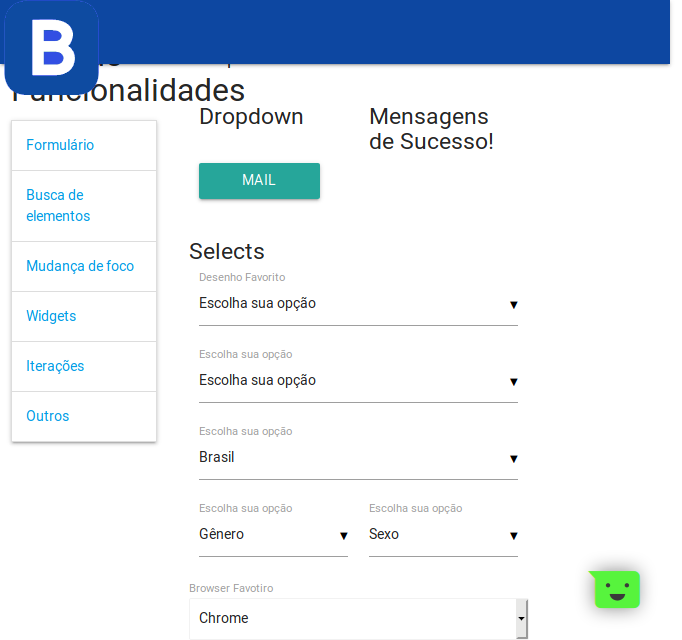 B
Funcionalidades
Formulário
Busca de
elementos
Mudança de foco
Widgets
Iterações
Outros
Dropdown
MAIL
Mensagens
de Sucesso!
Selects
Desenho Favorito
Escolha sua opção
Escolha sua opção
Escolha sua opção
Escolha sua opção
Brasil
Escolha sua opção
Gênero
Escolha sua opção
Sexo
Browser Favotiro
Chrome